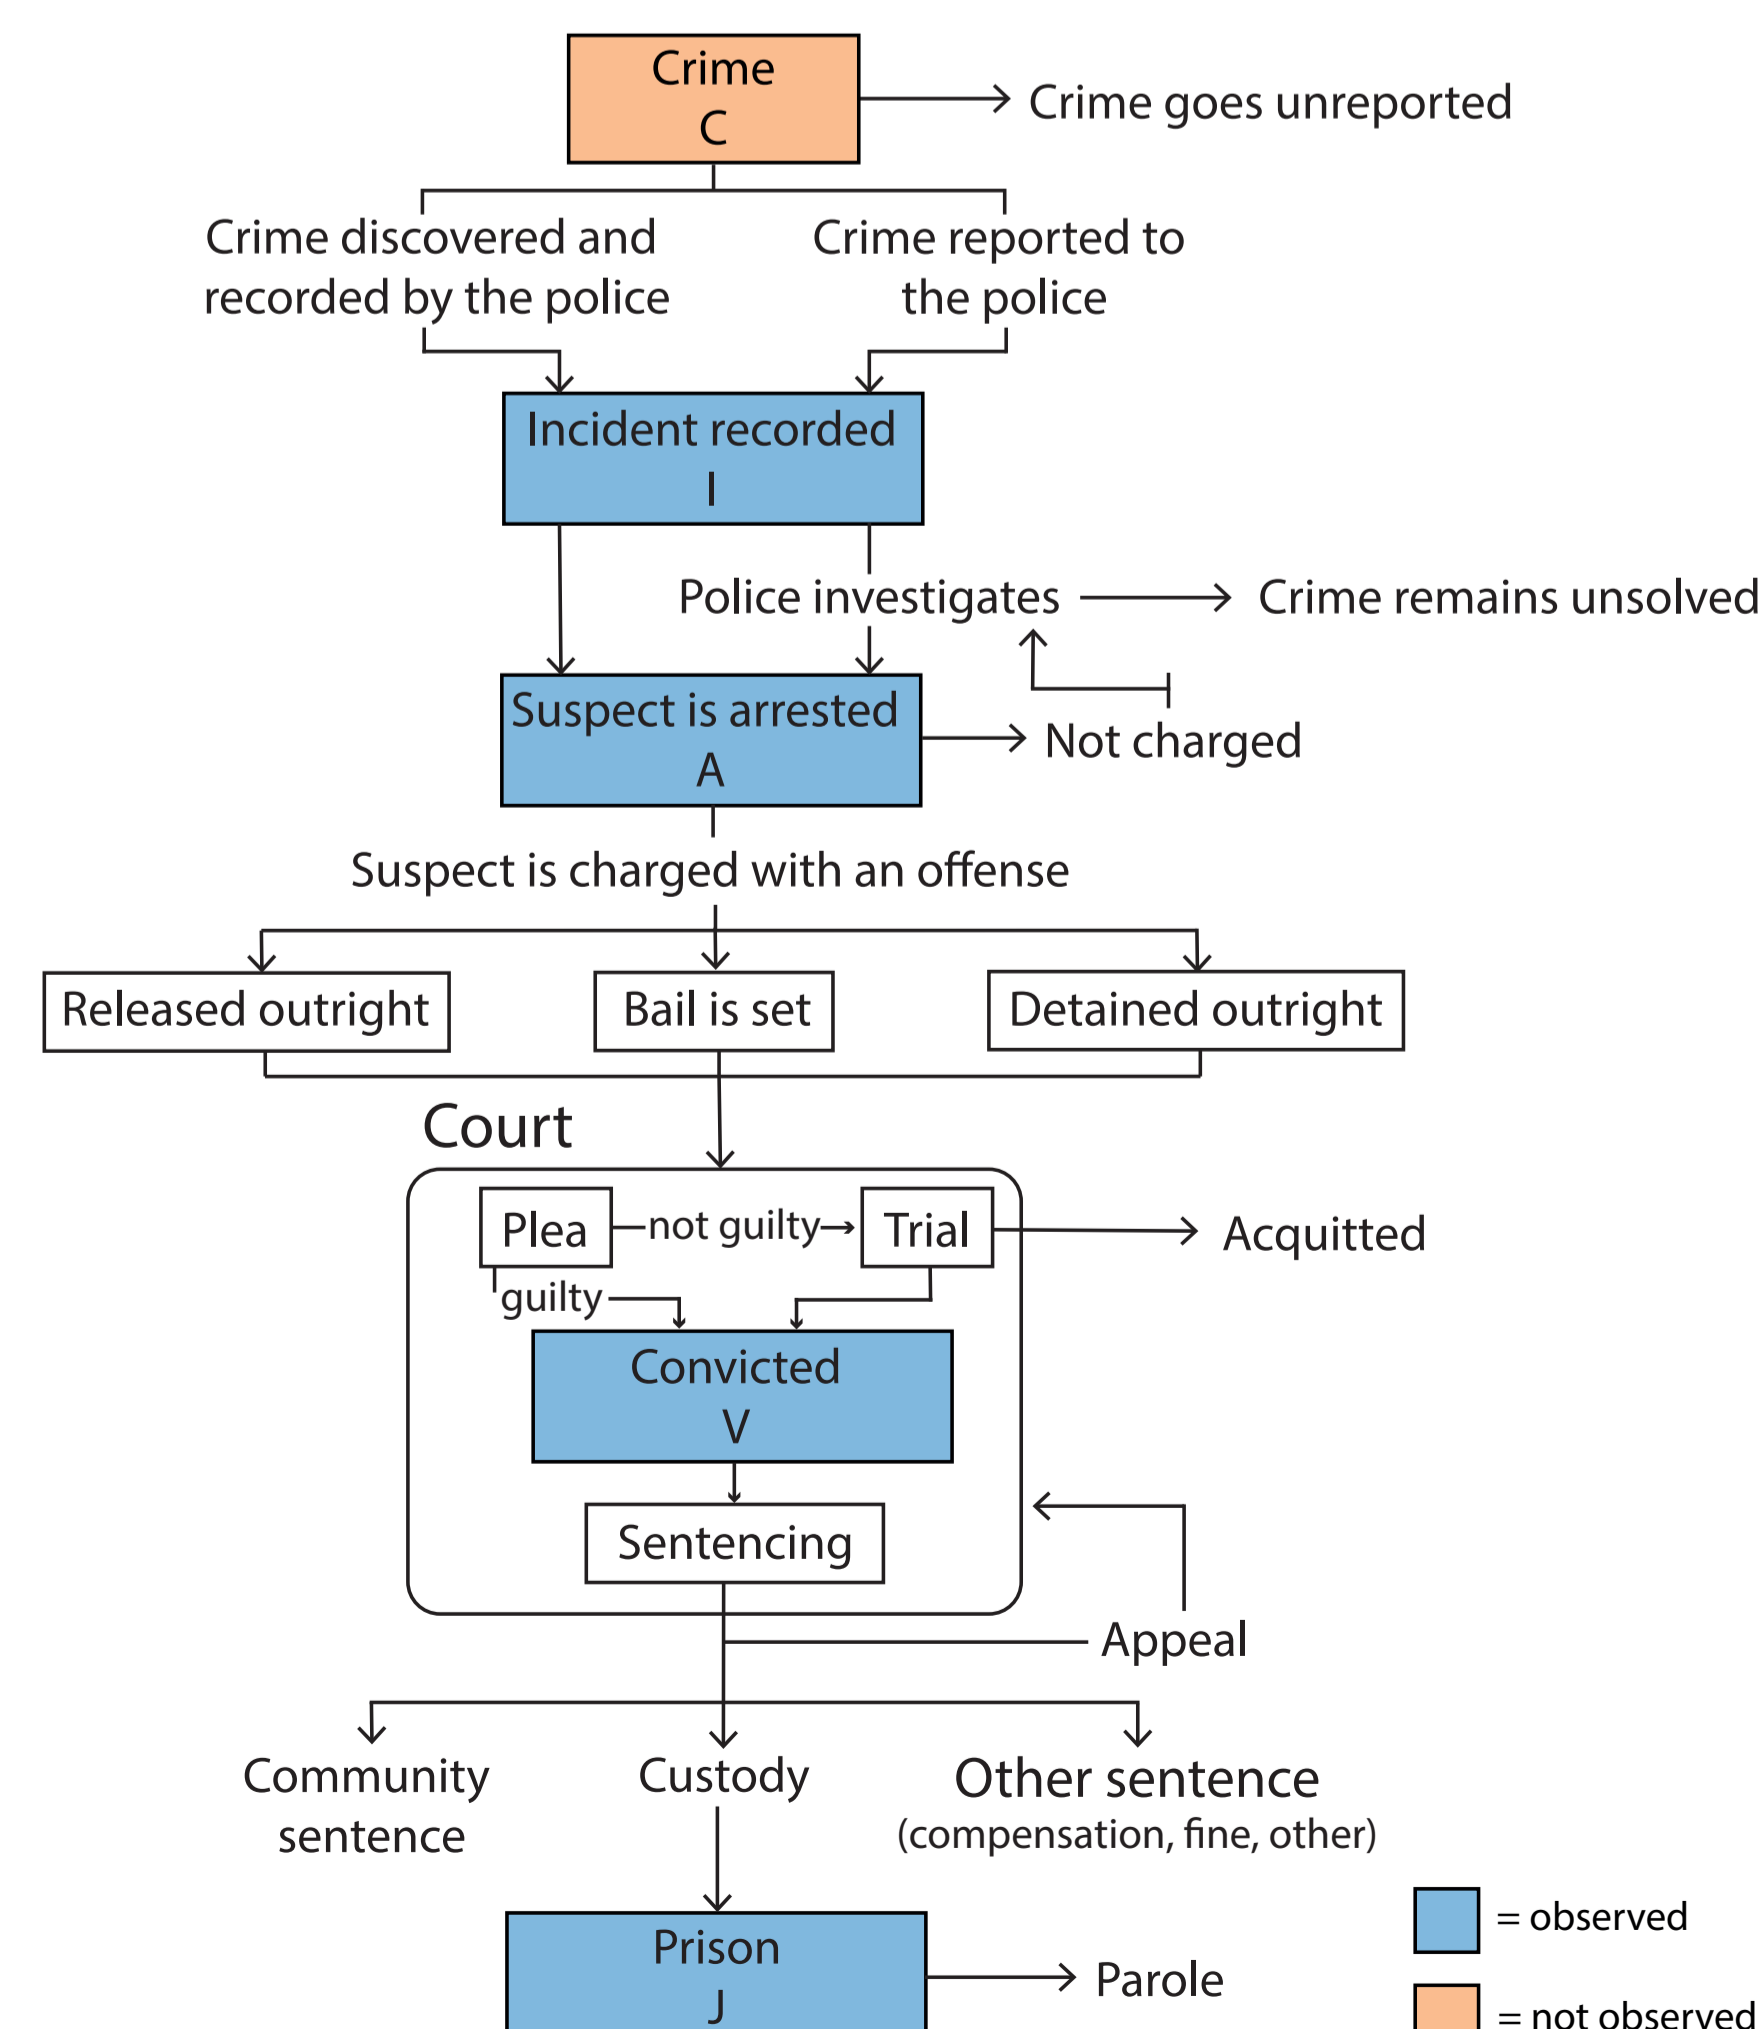 Crime
C
Crime goes unreported
Crime discovered and
recorded by the police
Crime reported to
the police
Incident recorded
I
Police investigates
Crime remains unsolved
Suspect is arrested
A
Not charged
Suspect is charged with an offense
Released outright
Bail is set
Detained outright
Court
Plea
not guilty
Trial
Acquitted
guilty
Convicted
V
Sentencing
Appeal
Community
sentence
Custody
Other sentence
(compensation, fine, other)
Prison
J
Parole
= observed
= not observed